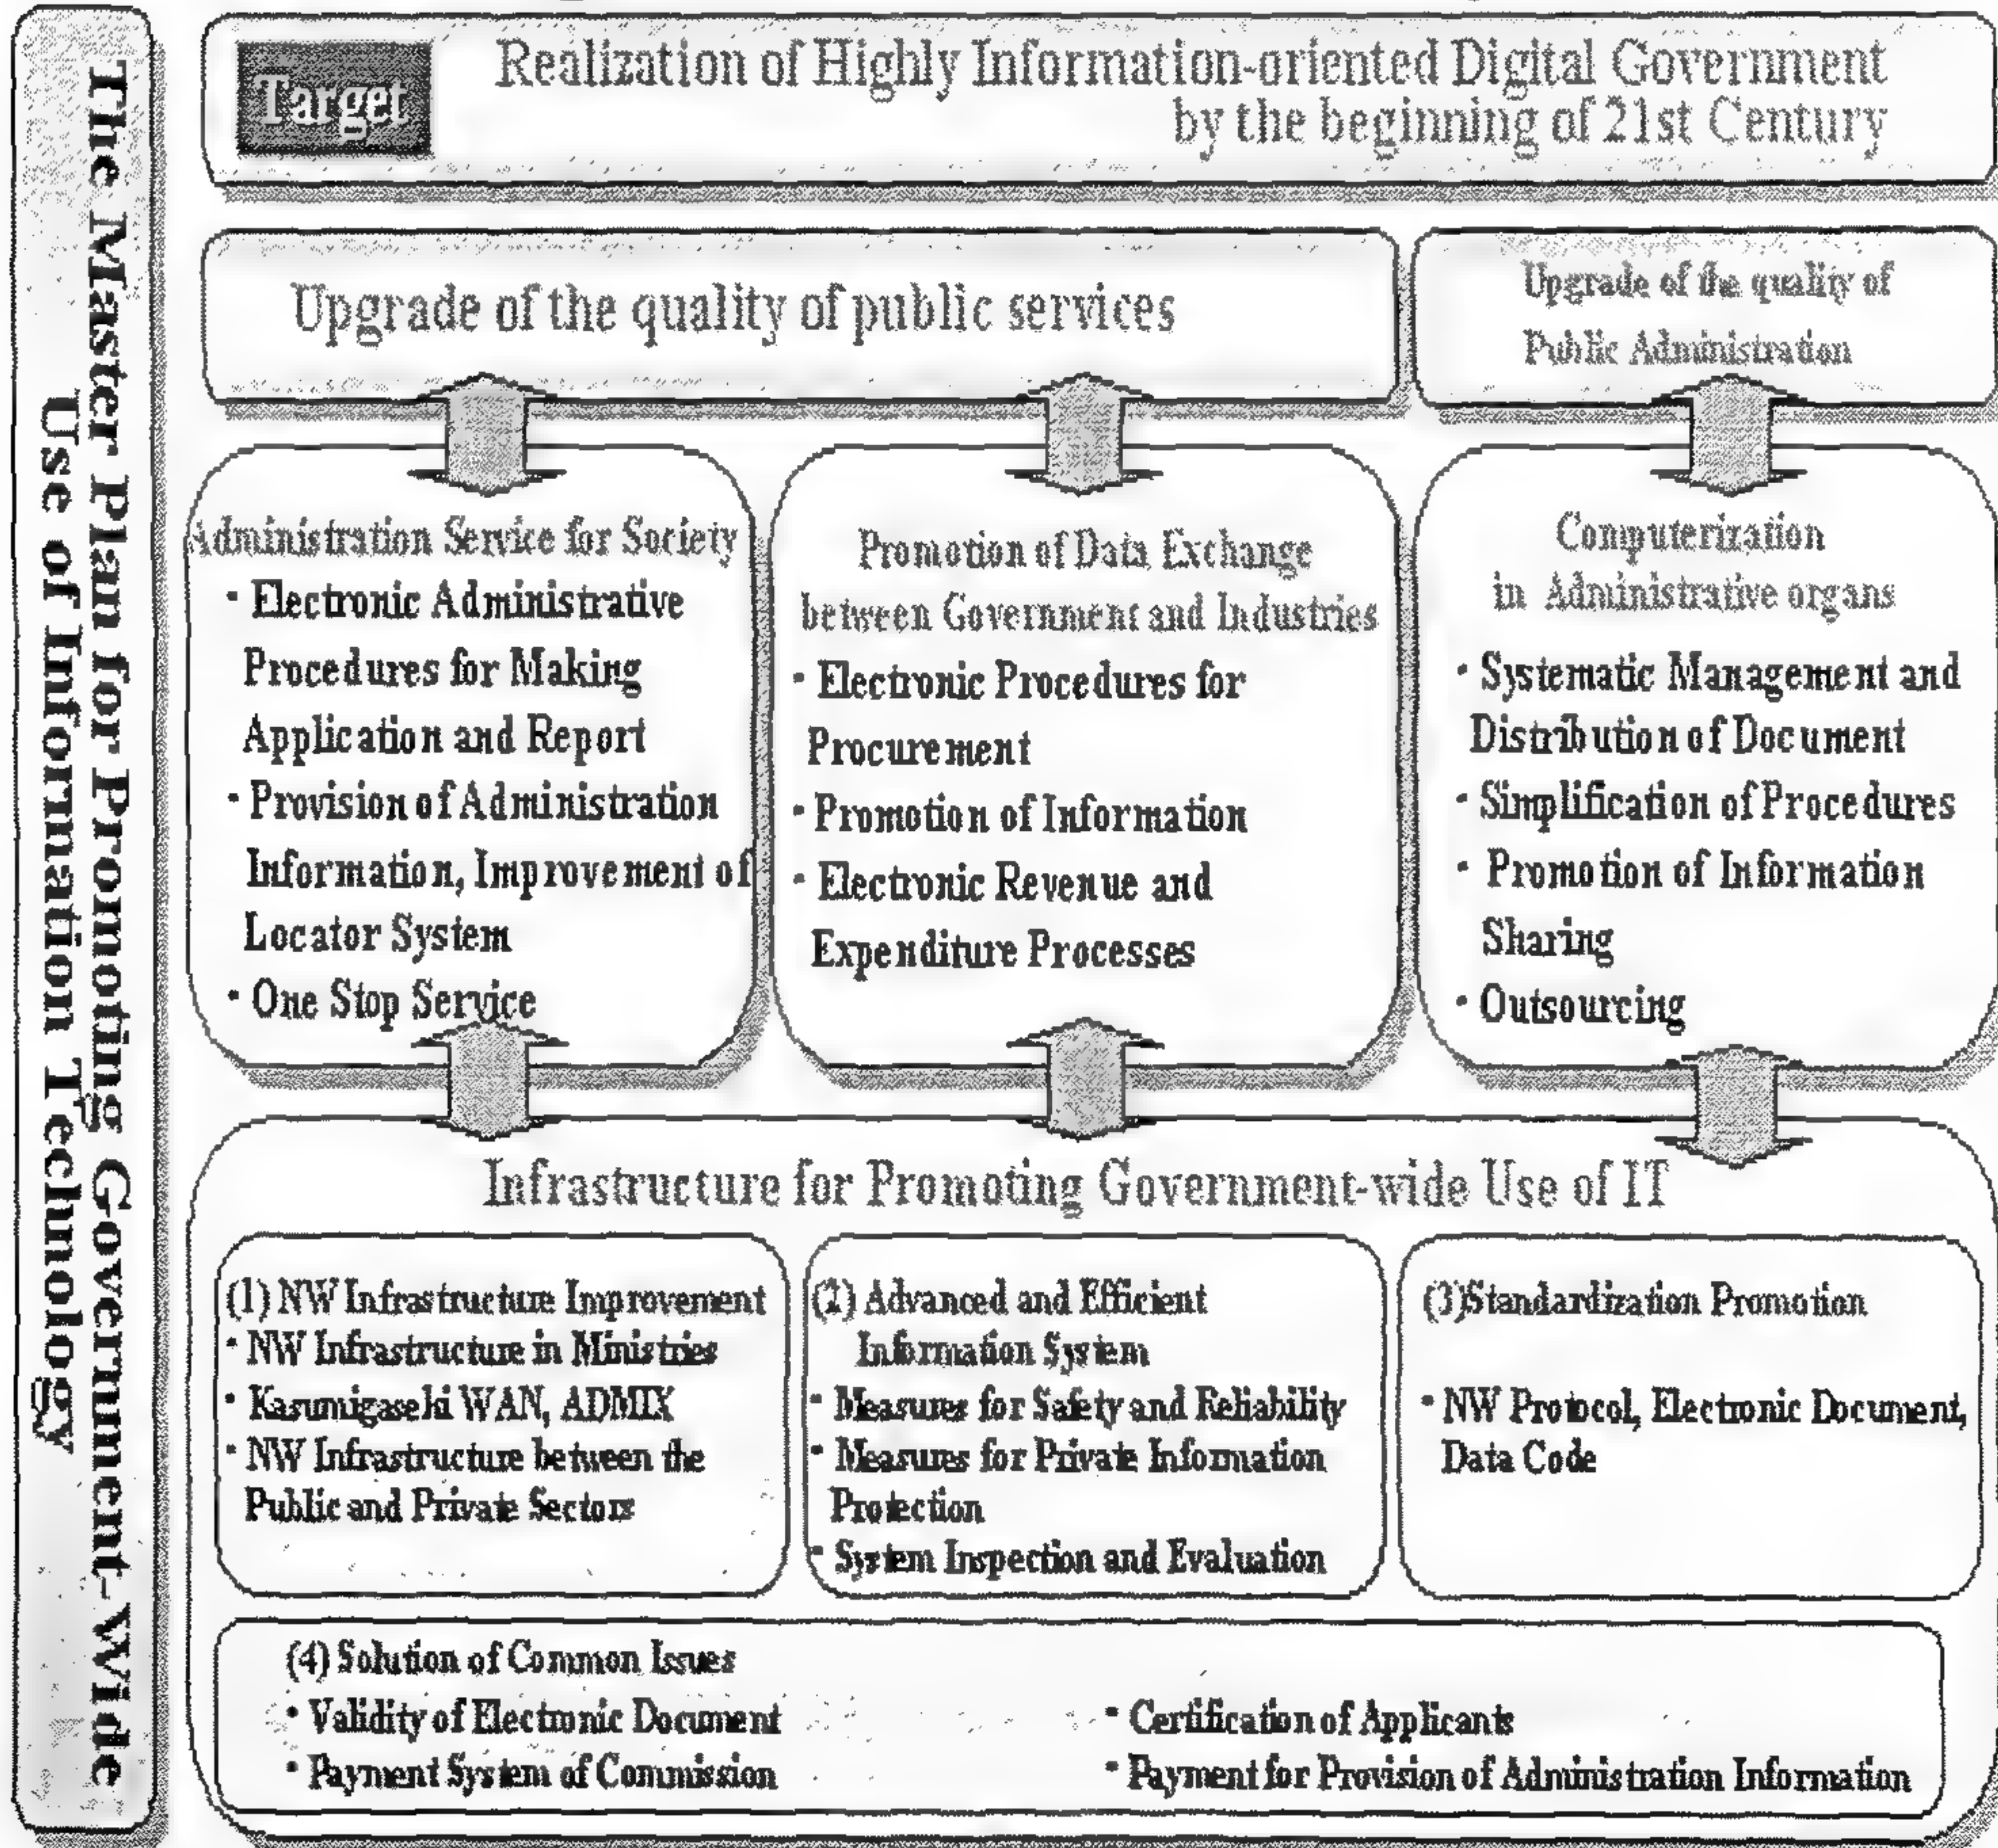 The Master Plan for Promoting Government-Wide
Use of Information Technology
Target
Realization of Highly Information-oriented Digital Government
by the beginning of 21st Century
Upgrade of the quality of public services
Upgrade of the quality of
Public Administration
Administration Service for Society
・Electronic Administrative
Procedures for Making
Application and Report
・Provision of Administration
Information, Improvement of
Locator System
・One Stop Service
Promotion of Data Exchange
between Government and Industries
・Electronic Procedures for
Procurement
・Promotion of Information
・Electronic Revenue and
Expenditure Processes
Computerization
in Administrative organs
・Systematic Management and
Distribution of Document
・Simplification of Procedures
・Promotion of Information
Sharing
・Outsourcing
Infrastructure for Promoting Government-wide Use of IT
(1) NW Infrastructure Improvement
・NW Infrastructure in Ministries
・Kasumigaseki WAN, ADMIX
・NW Infrastructure between the
Public and Private Sectors
(2) Advanced and Efficient
Information System
・Measures for Safety and Reliability
・Measures for Private Information
Protection
・System Inspection and Evaluation
(3)Standardization Promotion
・NW Protocol, Electronic Document,
Data Code
(4) Solution of Common Issues
・Validity of Electronic Document
・Payment System of Commission
・Certification of Applicants
・Payment for Provision of Administration Information